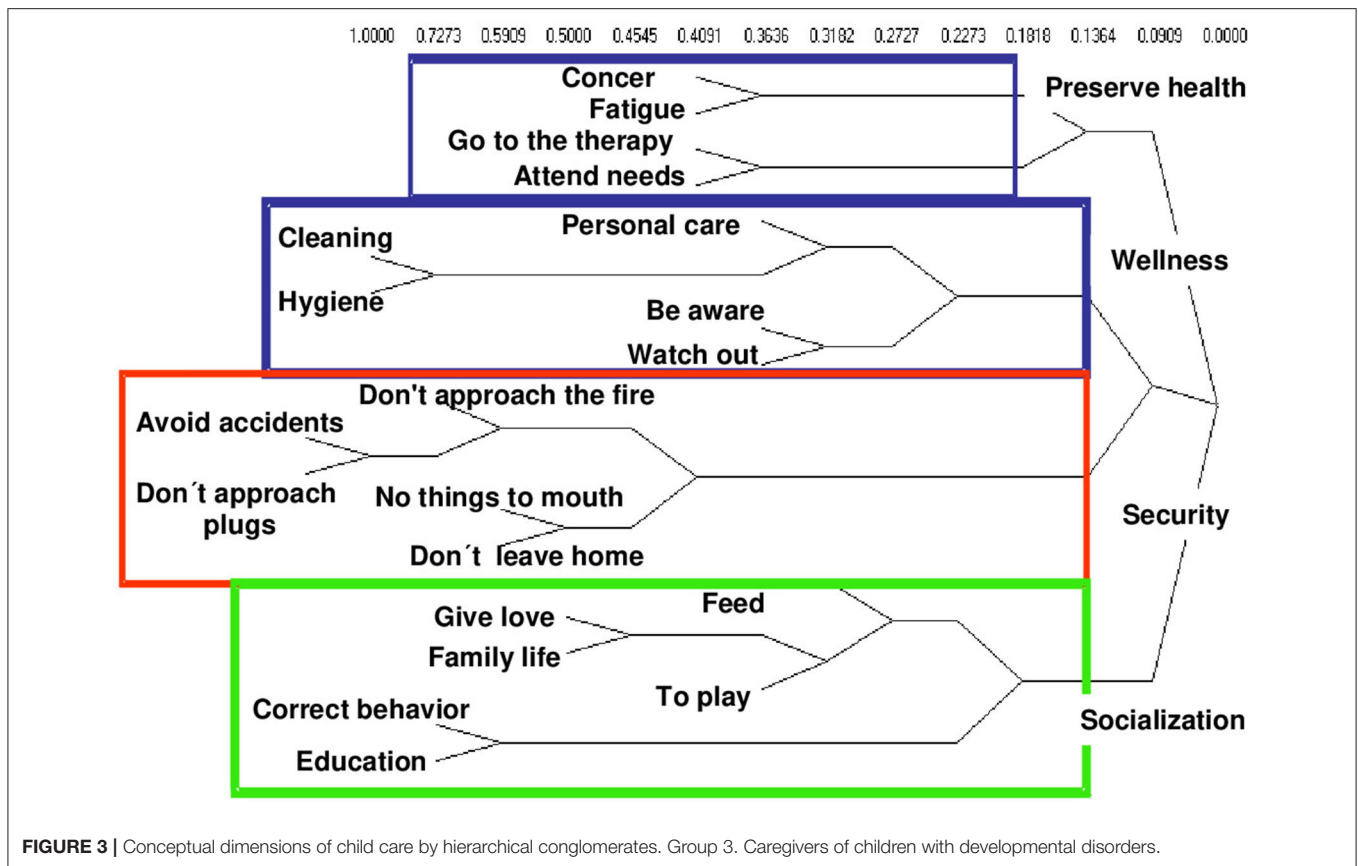 1.0000 0.7273 0.5909 0.5000 0.4545 0.4091 0.3636 0.3182 0.2727 0.2273 0.1818 0.1364 0.0909 0.0000
Concer
Fatigue
Preserve health
Go to the therapy
Attend needs
Personal care
Cleaning
Wellness
Hygiene
Be aware
Watch out
Don't approach the fire
Avoid accidents
Don´t approach
plugs
No things to mouth
Security
Don´t leave home
Feed
Give love
Family life
To play
Correct behavior
Socialization
Education
FIGURE 3 | Conceptual dimensions of child care by hierarchical conglomerates. Group 3. Caregivers of children with developmental disorders.